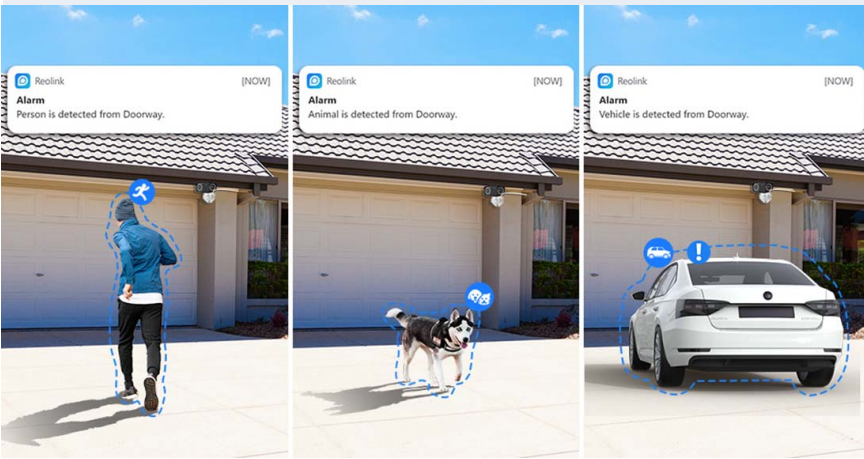 Reolink [NOW]
Alarm
Person is detected from Doorway.
Reolink [NOW]
Alarm
Animal is detected from Doorway.
Reolink [NOW]
Alarm
Vehicle is detected from Doorway.